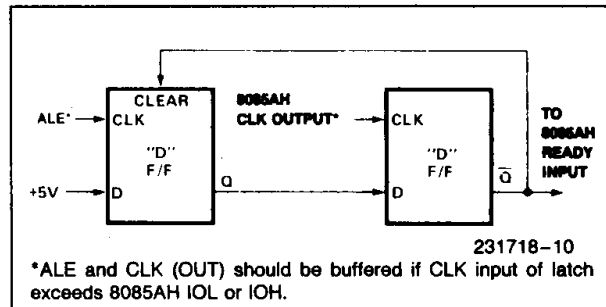 CLEAR
ALE*
CLK
"D"
F/F
+5V
D
Q
8085AH
CLK OUTPUT*
CLK
"D"
F/F
D
Q̅
TO
8085AH
READY
INPUT
231718–10
*ALE and CLK (OUT) should be buffered if CLK input of latch
exceeds 8085AH IOL or IOH.